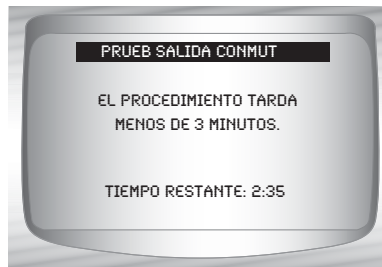 PRUEB SALIDA CONMUT
EL PROCEDIMIENTO TARDA
MENOS DE 3 MINUTOS.
TIEMPO RESTANTE: 2:35